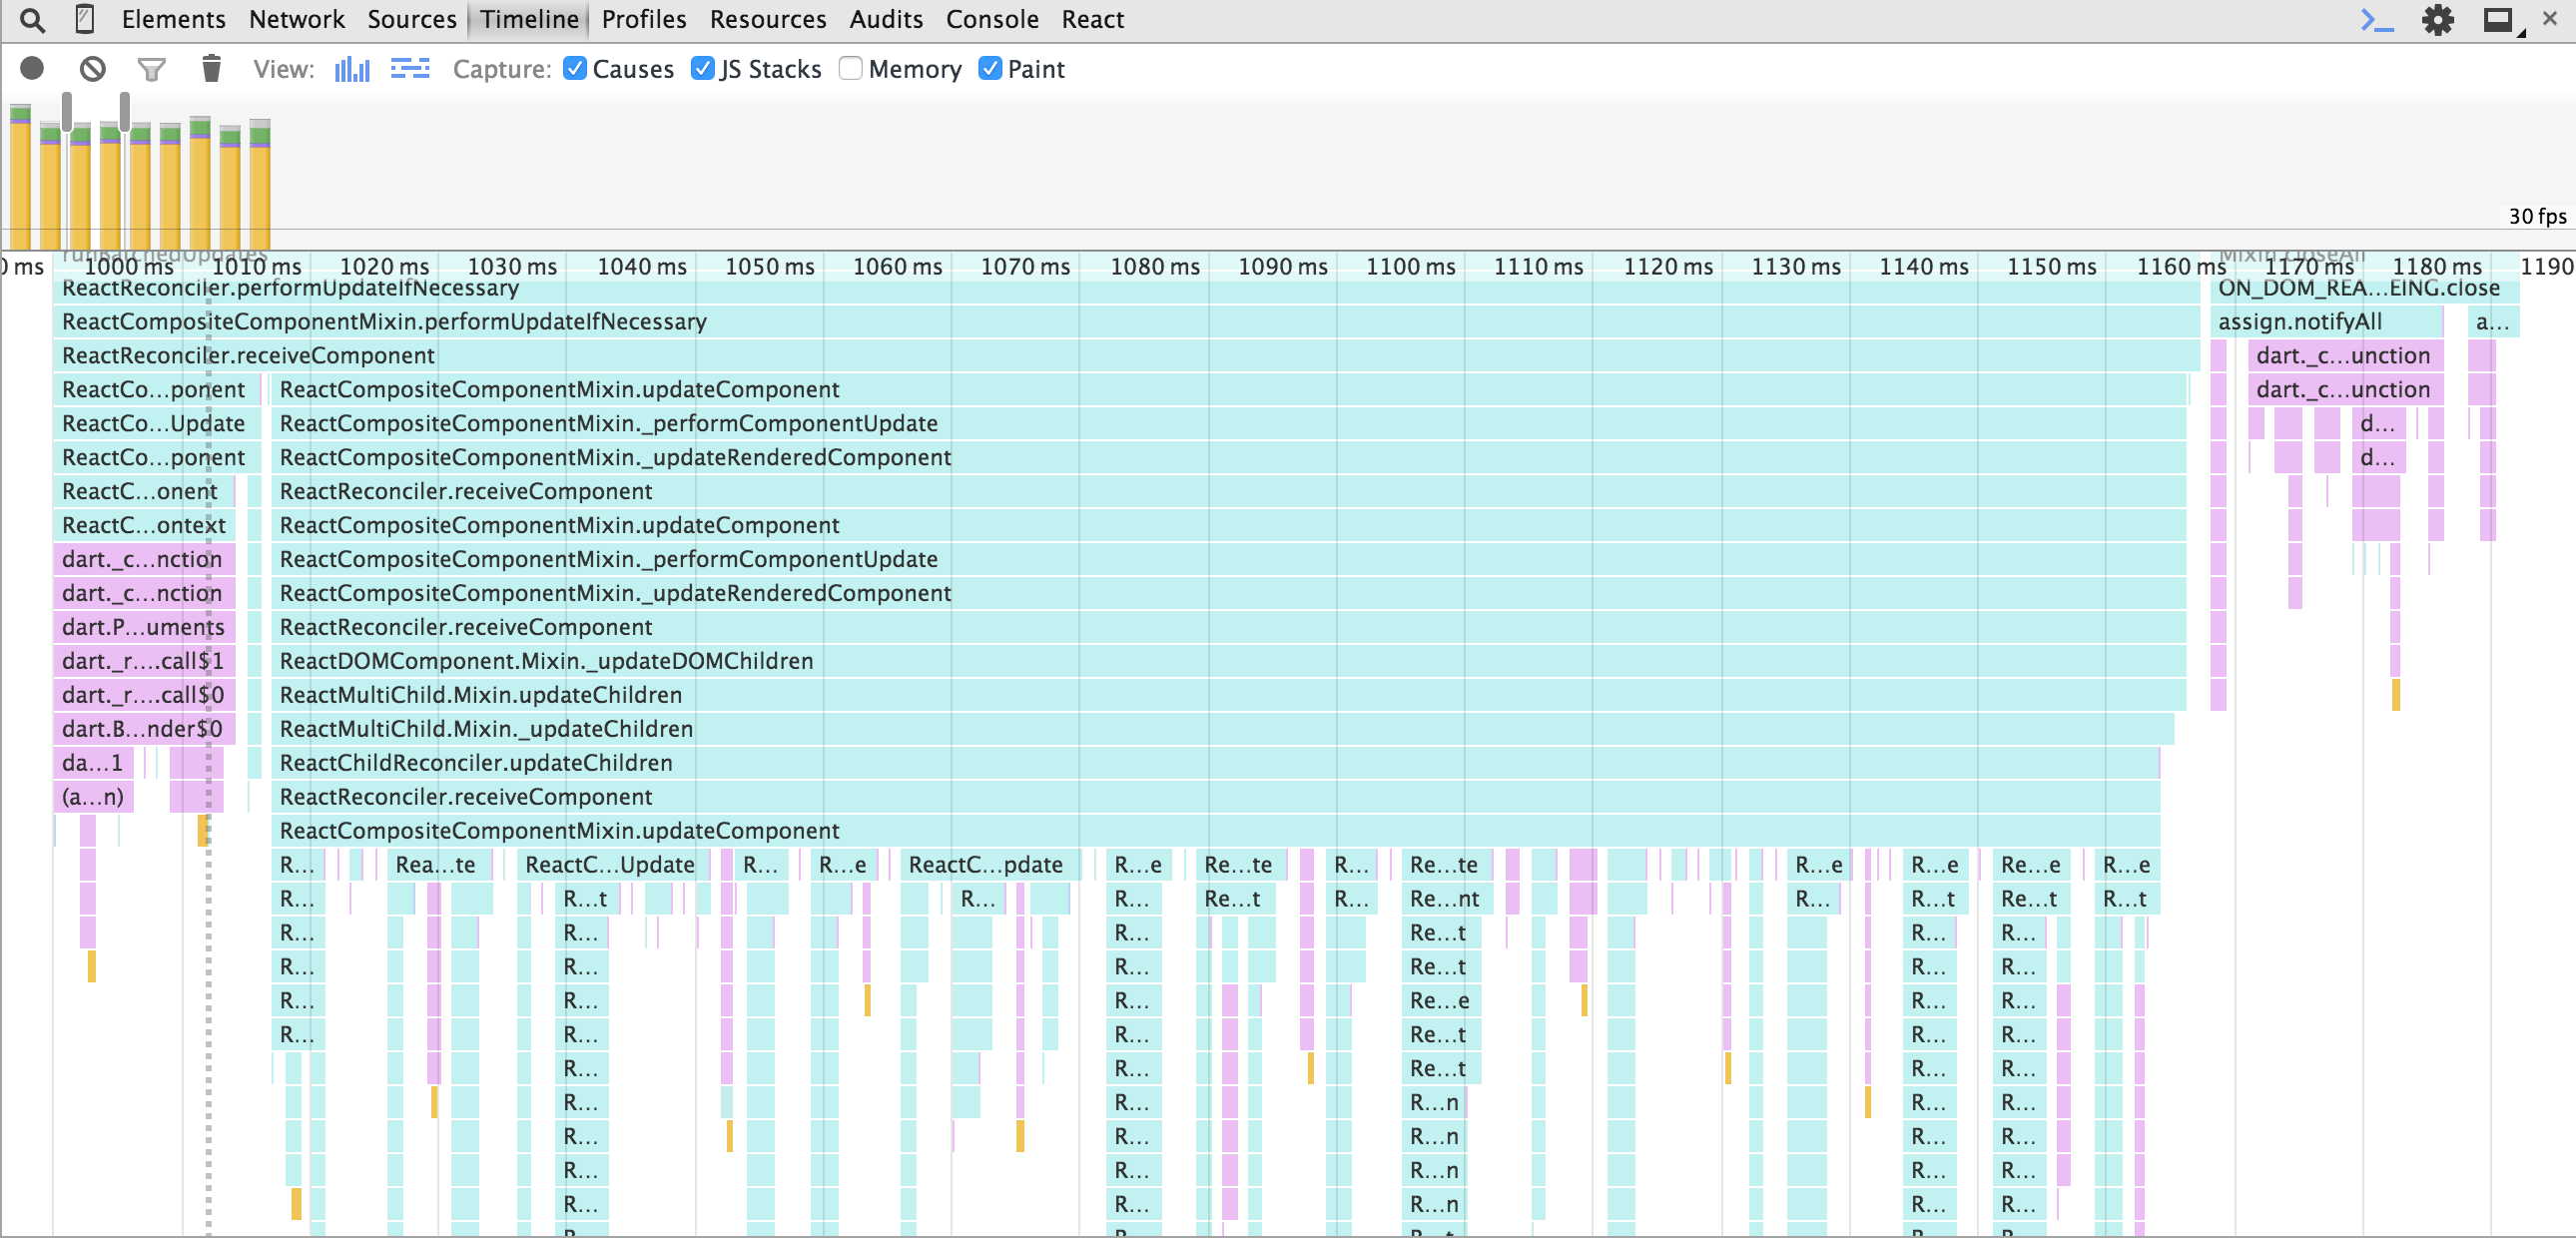 Elements Network Sources Timeline Profiles Resources Audits Console React
View: Capture: Causes JS Stacks Memory Paint
30 fps
runBatchedUpdates Mixin.closeAll
0 ms 1000 ms 1010 ms 1020 ms 1030 ms 1040 ms 1050 ms 1060 ms 1070 ms 1080 ms 1090 ms 1100 ms 1110 ms 1120 ms 1130 ms 1140 ms 1150 ms 1160 ms 1170 ms 1180 ms 1190
ReactReconciler.performUpdateIfNecessary ON_DOM_REA...EING.close
ReactCompositeComponentMixin.performUpdateIfNecessary assign.notifyAll a...
ReactReconciler.receiveComponent dart._c...unction
ReactCo...ponent ReactCompositeComponentMixin.updateComponent dart._c...unction
ReactCo...Update ReactCompositeComponentMixin._performComponentUpdate d...
ReactCo...ponent ReactCompositeComponentMixin._updateRenderedComponent d...
ReactC...onent ReactReconciler.receiveComponent
ReactC...ontext ReactCompositeComponentMixin.updateComponent
dart._c...nction ReactCompositeComponentMixin._performComponentUpdate
dart._c...nction ReactCompositeComponentMixin._updateRenderedComponent
dart.P...uments ReactReconciler.receiveComponent
dart._r....call$1 ReactDOMComponent.Mixin._updateDOMChildren
dart._r....call$0 ReactMultiChild.Mixin.updateChildren
dart.B...nder$0 ReactMultiChild.Mixin._updateChildren
da...1 ReactChildReconciler.updateChildren
(a...n) ReactReconciler.receiveComponent
ReactCompositeComponentMixin.updateComponent
R... Rea...te ReactC...Update R... R...e ReactC...pdate R...e Re...te R... Re...te R...e R...e Re...e R...e
R... R...t R... R... Re...t R... Re...nt R... R...t Re...t R...t
R... R... R... Re...t R... R...
R... R... R... Re...t R... R...
R... R... R... Re...e R... R...
R... R... R... Re...t R... R...
R... R... Re...t R... R...
R... R... R...n R... R...
R... R... R...n R... R...
R... R... R...n R... R...
R... R... R...n R... R...